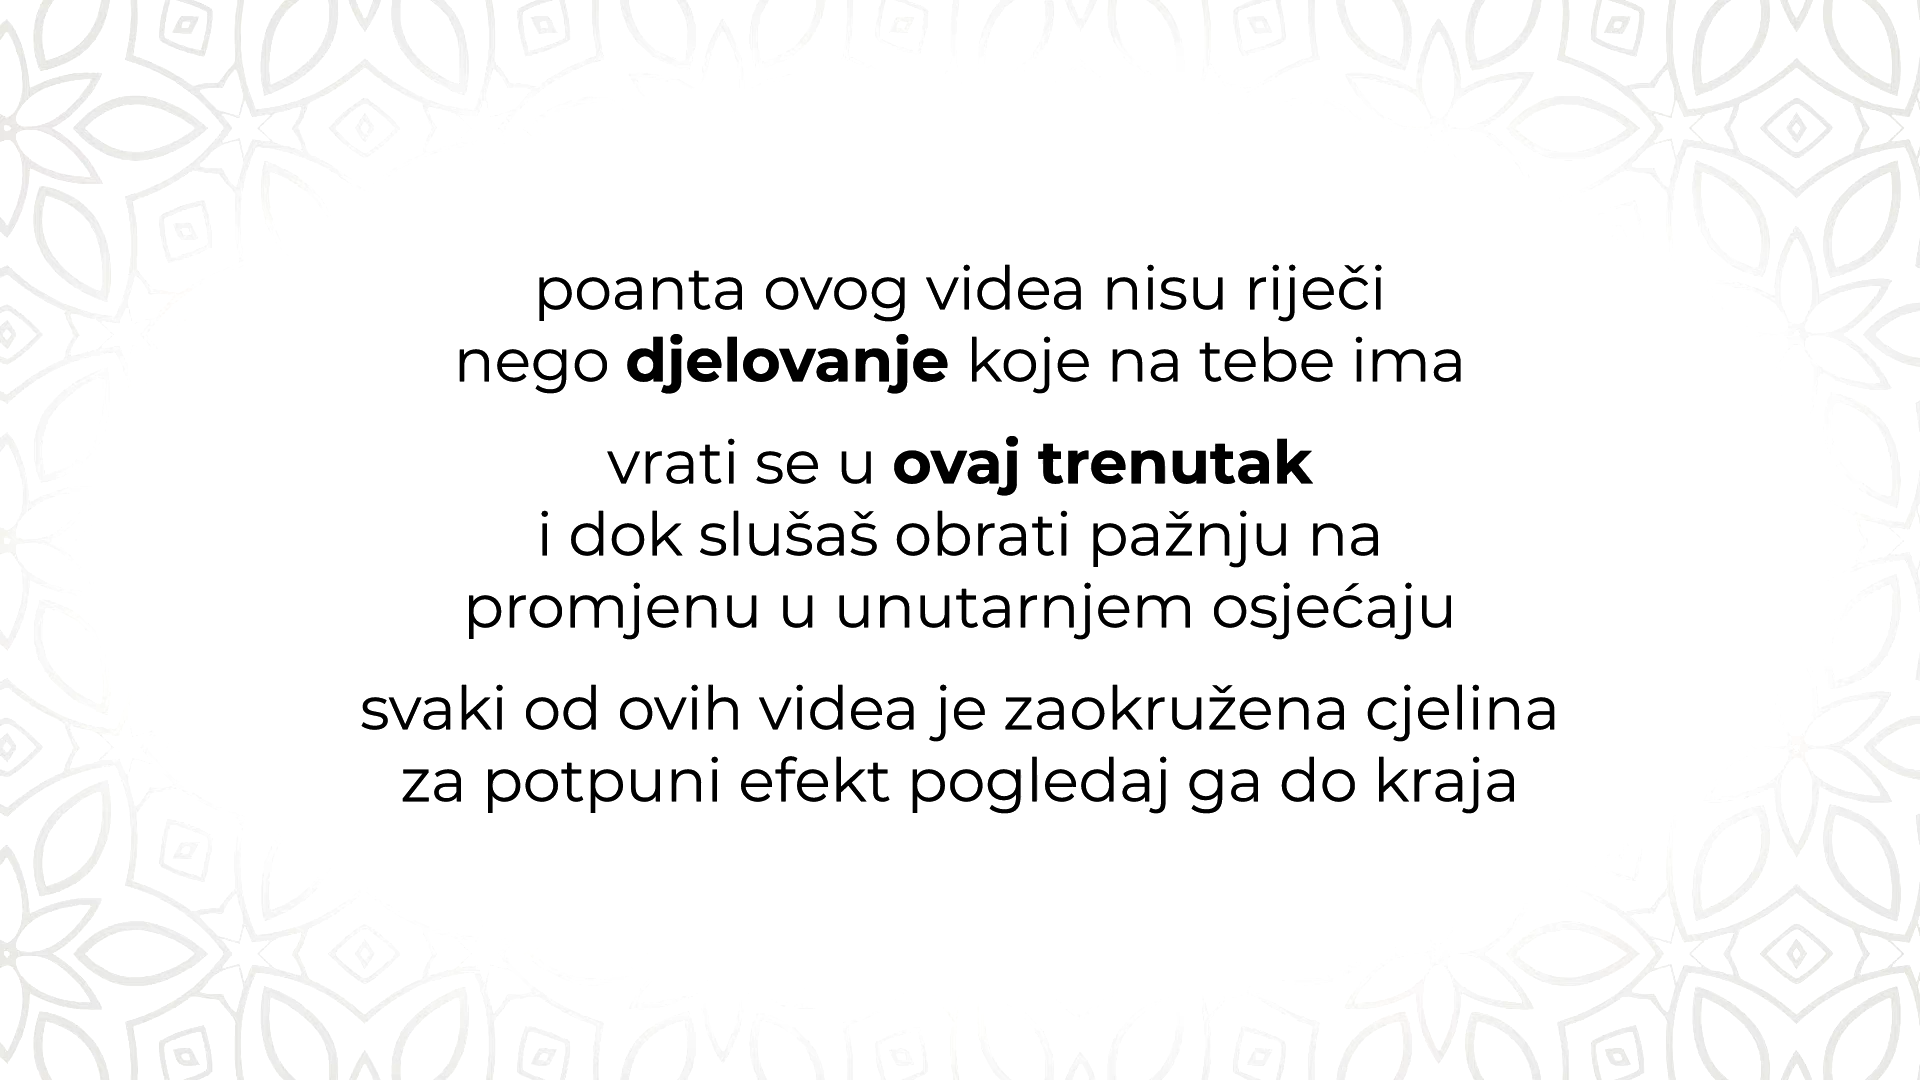 poanta ovog videa nisu riječi
nego djelovanje koje na tebe ima
vrati se u ovaj trenutak
i dok slušaš obrati pažnju na
promjenu u unutarnjem osjećaju
svaki od ovih videa je zaokružena cjelina
za potpuni efekt pogledaj ga do kraja